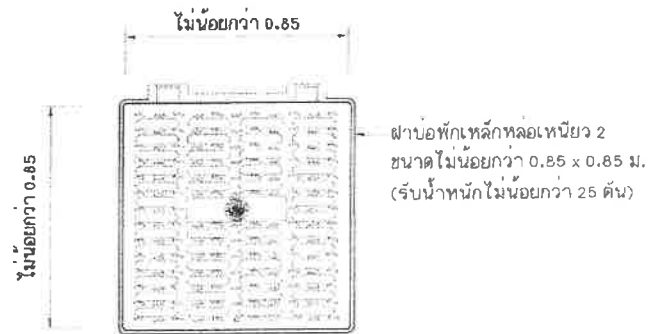 ไม่น้อยกว่า 0.85
ไม่น้อยกว่า 0.85
ฝาบ่อพักเหล็กหล่อเหนียว 2
ขนาดไม่น้อยกว่า 0.85 x 0.85 ม.
(รับน้ำหนักไม่น้อยกว่า 25 ตัน)